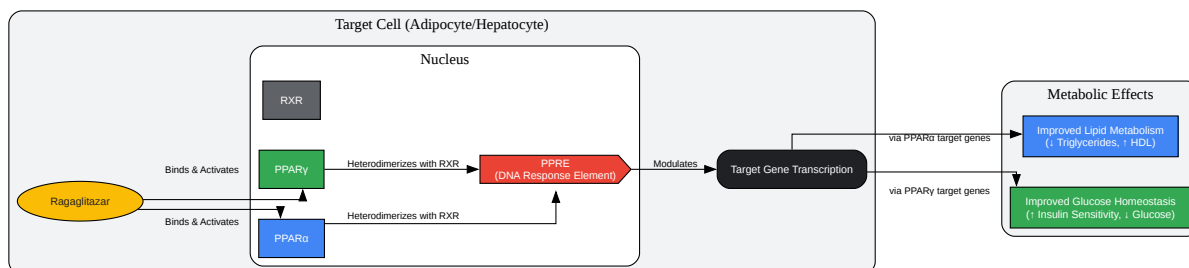 Target Cell (Adipocyte/Hepatocyte)
Nucleus
RXR
Metabolic Effects
Improved Lipid Metabolism
(↓ Triglycerides, ↑ HDL)
via PPARα target genes
Binds & Activates
PPARγ
Heterodimerizes with RXR
PPRE
(DNA Response Element)
Modulates
Target Gene Transcription
via PPARγ target genes
Ragaglitazar
Improved Glucose Homeostasis
(↑ Insulin Sensitivity, ↓ Glucose)
Binds & Activates
PPARα
Heterodimerizes with RXR